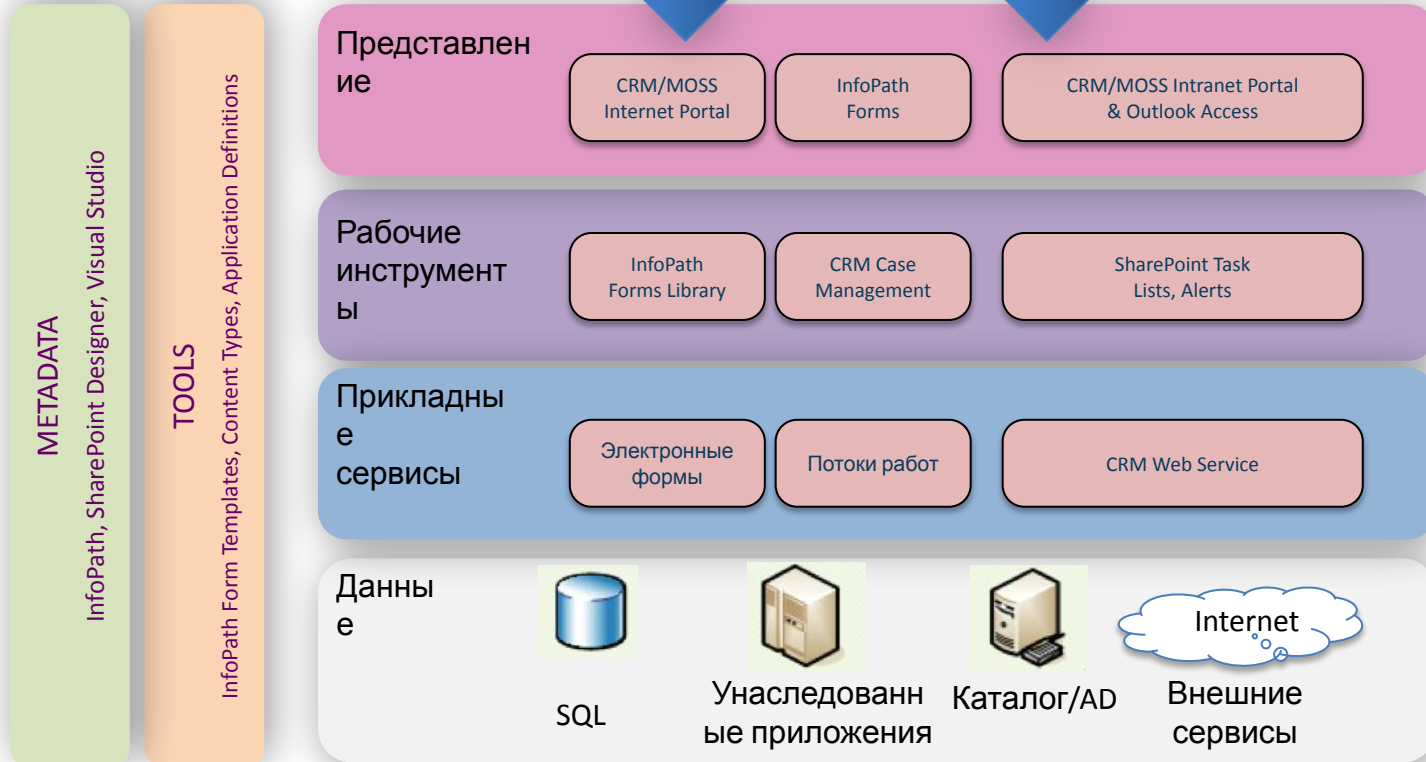 METADATA
InfoPath, SharePoint Designer, Visual Studio
TOOLS
InfoPath Form Templates, Content Types, Application Definitions
Представлен
ие
CRM/MOSS
Internet Portal
InfoPath
Forms
CRM/MOSS Intranet Portal
& Outlook Access
Рабочие
инструмент
ы
InfoPath
Forms Library
CRM Case
Management
SharePoint Task
Lists, Alerts
Прикладны
е
сервисы
Электронные
формы
Потоки работ
CRM Web Service
Данны
е
SQL
Унаследованн
ые приложения
Каталог/AD
Internet
Внешние
сервисы